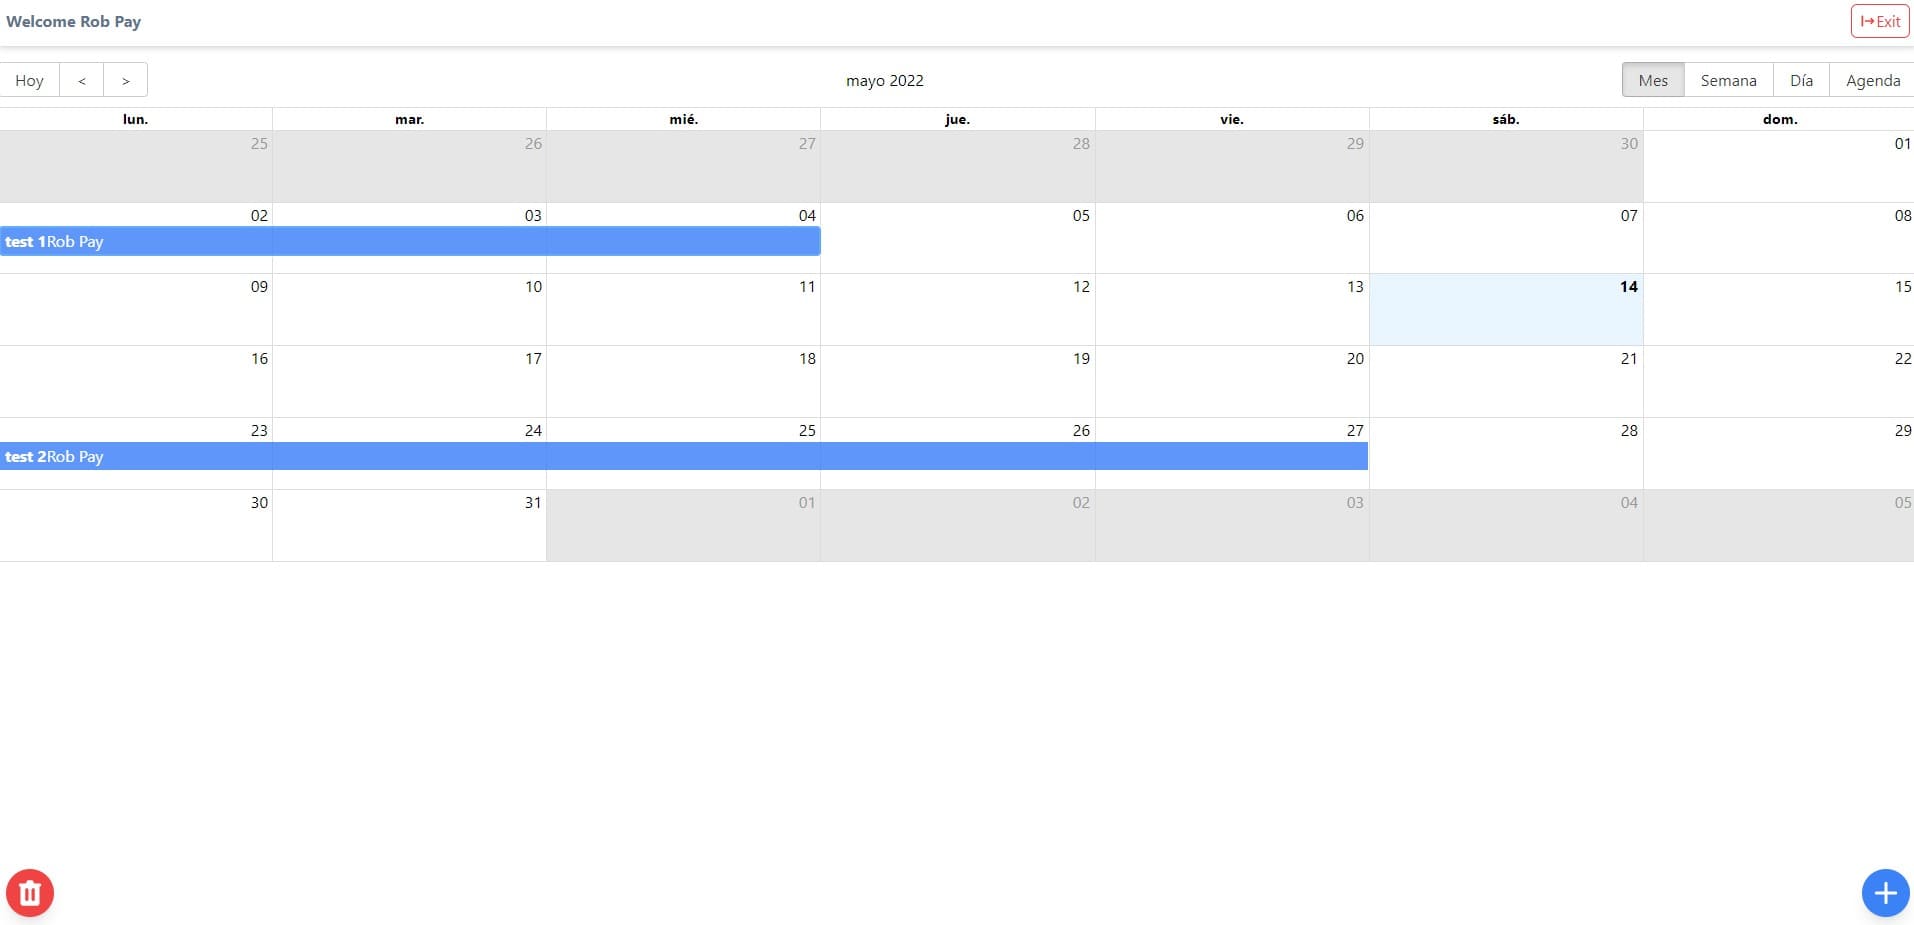 Welcome Rob Pay Exit
Hoy < > mayo 2022 Mes Semana Día Agenda
lun. mar. mié. jue. vie. sáb. dom.
25 26 27 28 29 30 01
02 03 04 05 06 07 08
test 1Rob Pay
09 10 11 12 13 14 15
16 17 18 19 20 21 22
23 24 25 26 27 28 29
test 2Rob Pay
30 31 01 02 03 04 05